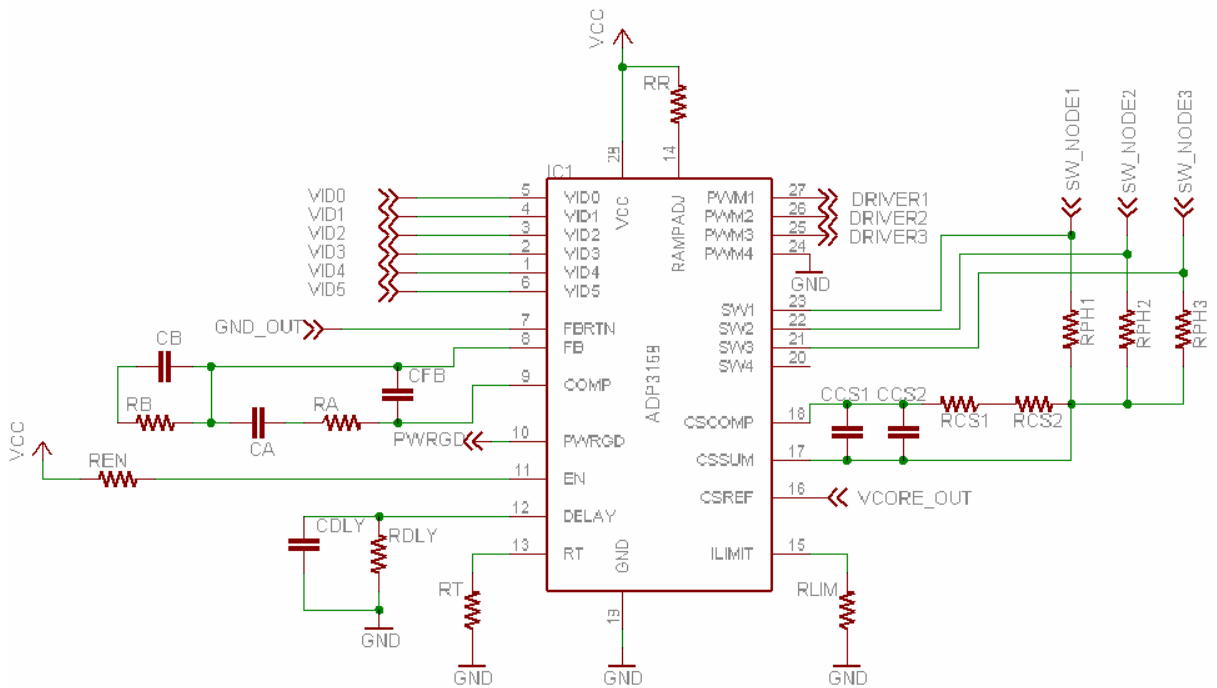 VCC
RR
SW_NODE1
SW_NODE2
SW_NODE3
28
14
IC1
VCC
RAMPADJ
VID0
5
VID0
PWM1
27
DRIVER1
VID1
4
VID1
PWM2
26
DRIVER2
VID2
3
VID2
PWM3
25
DRIVER3
VID3
2
VID3
PWM4
24
GND
VID4
1
VID4
VID5
6
VID5
SW1
23
GND_OUT
7
FBRTN
SW2
22
8
FB
SW3
21
SW4
20
RPH1
RPH2
RPH3
CB
CFB
9
COMP
ADP3168
RB
CA
RA
CCS1
CCS2
RCS1
RCS2
CSCOMP
18
PWRGD
10
PWRGD
CSSUM
17
VCC
REN
11
EN
CSREF
16
VCORE_OUT
CDLY
RDLY
12
DELAY
13
RT
GND
ILIMIT
15
RT
RLIM
19
GND
GND
GND
GND